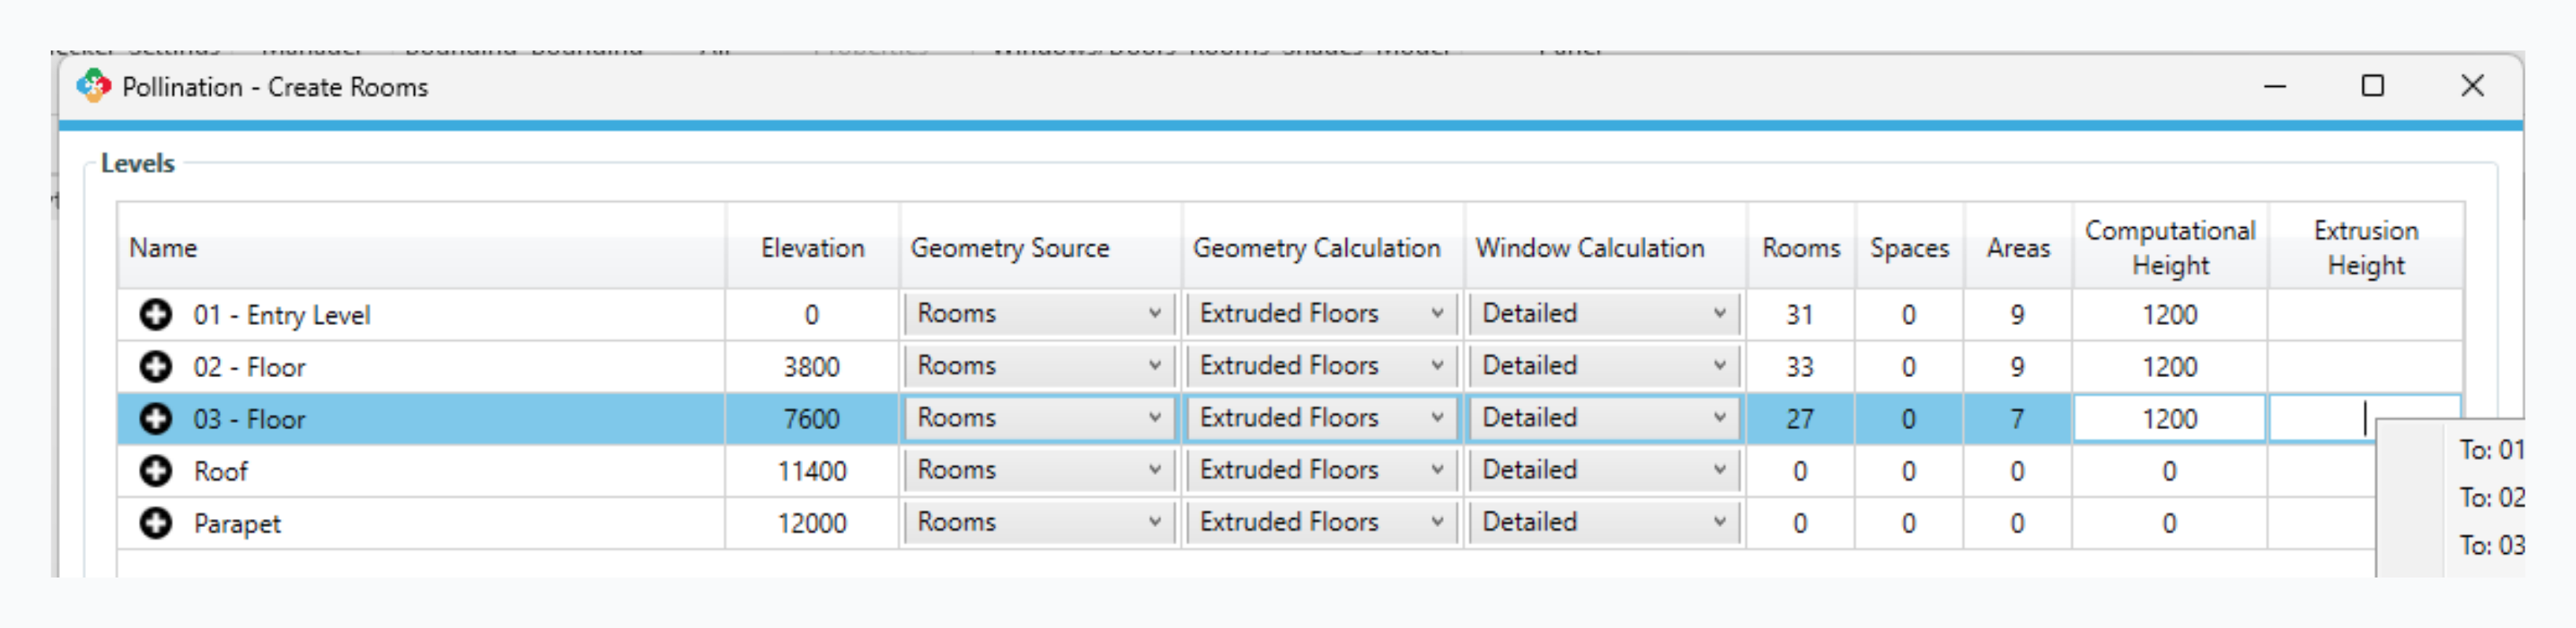 Pollination - Create Rooms
Levels
Name Elevation Geometry Source Geometry Calculation Window Calculation Rooms Spaces Areas Computational Height Extrusion Height
01 - Entry Level 0 Rooms Extruded Floors Detailed 31 0 9 1200
02 - Floor 3800 Rooms Extruded Floors Detailed 33 0 9 1200
03 - Floor 7600 Rooms Extruded Floors Detailed 27 0 7 1200
To: 01
Roof 11400 Rooms Extruded Floors Detailed 0 0 0 0
To: 02
Parapet 12000 Rooms Extruded Floors Detailed 0 0 0 0
To: 03